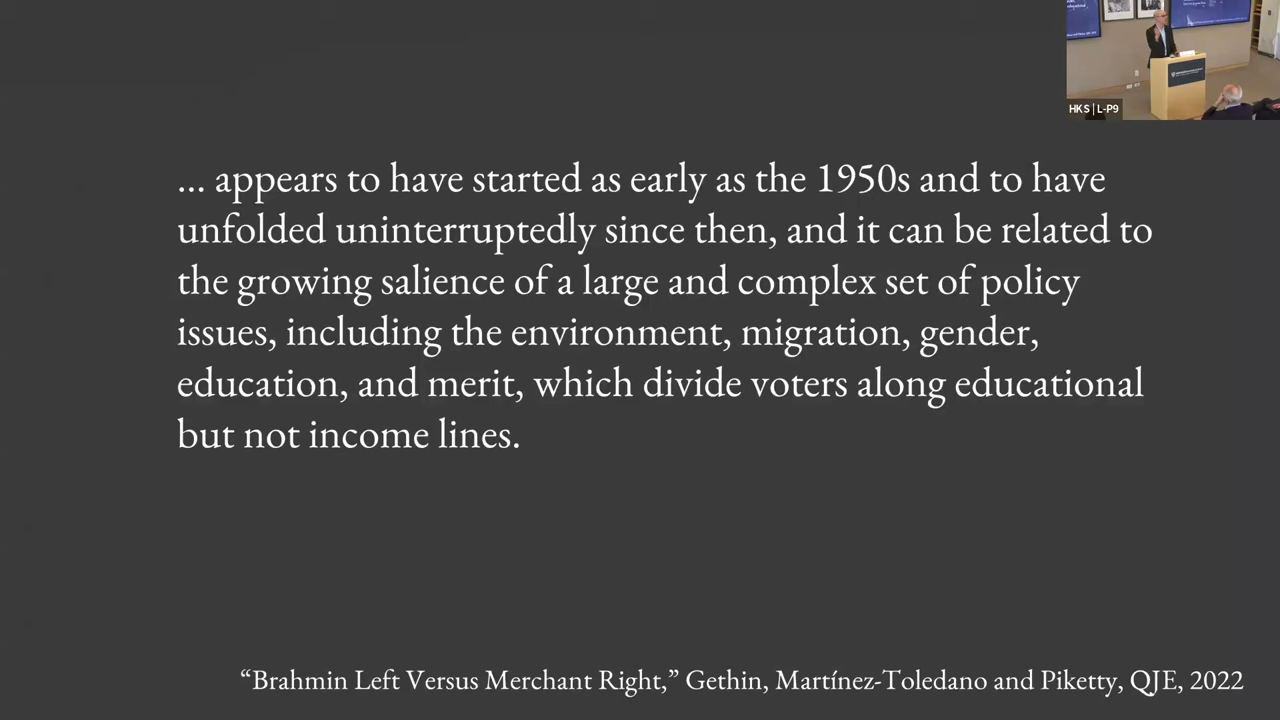 HKS | L-P9
... appears to have started as early as the 1950s and to have
unfolded uninterruptedly since then, and it can be related to
the growing salience of a large and complex set of policy
issues, including the environment, migration, gender,
education, and merit, which divide voters along educational
but not income lines.
“Brahmin Left Versus Merchant Right,” Gethin, Martínez-Toledano and Piketty, QJE, 2022